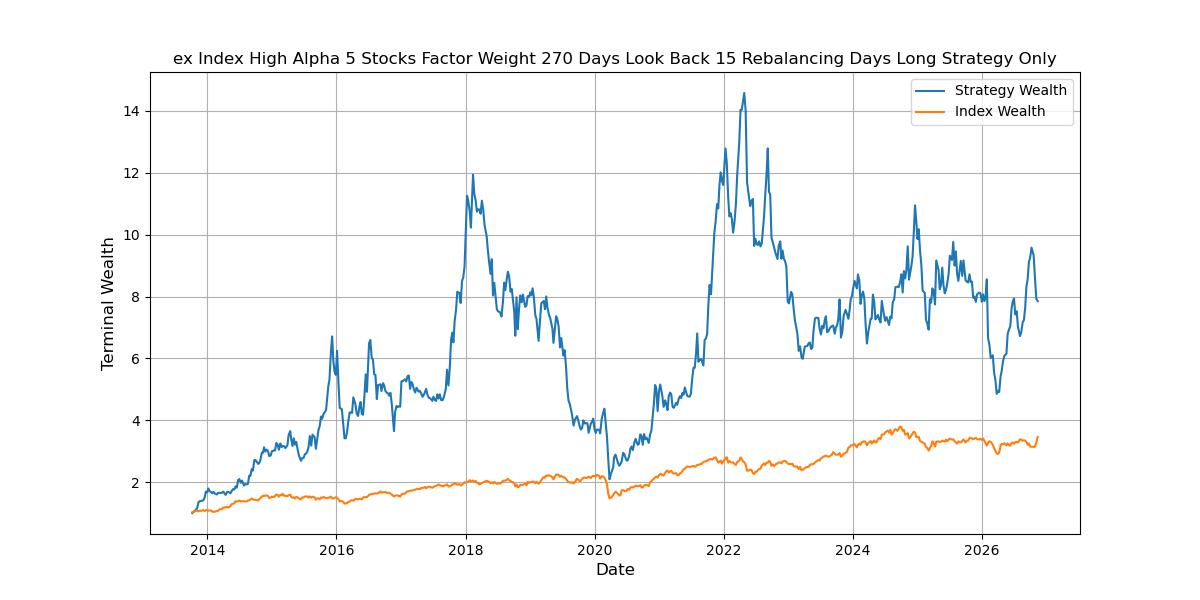 ex Index High Alpha 5 Stocks Factor Weight 270 Days Look Back 15 Rebalancing Days Long Strategy Only
Strategy Wealth
Index Wealth
Terminal Wealth
14
12
10
8
6
4
2
2014 2016 2018 2020 2022 2024 2026
Date